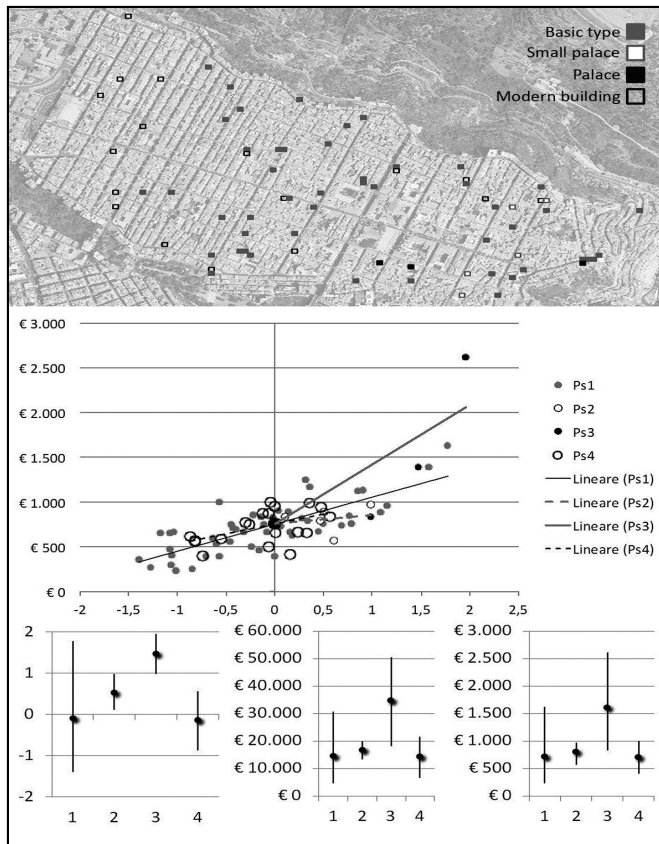 Basic type
Small palace
Palace
Modern building
€ 3.000
€ 2.500
€ 2.000
€ 1.500
€ 1.000
€ 500
€ 0
-2 -1,5 -1 -0,5 0 0,5 1 1,5 2 2,5
Ps1
Ps2
Ps3
Ps4
Lineare (Ps1)
Lineare (Ps2)
Lineare (Ps3)
Lineare (Ps4)
2
1
0
-1
-2
1 2 3 4
€ 60.000
€ 50.000
€ 40.000
€ 30.000
€ 20.000
€ 10.000
€ 0
1 2 3 4
€ 3.000
€ 2.500
€ 2.000
€ 1.500
€ 1.000
€ 500
€ 0
1 2 3 4